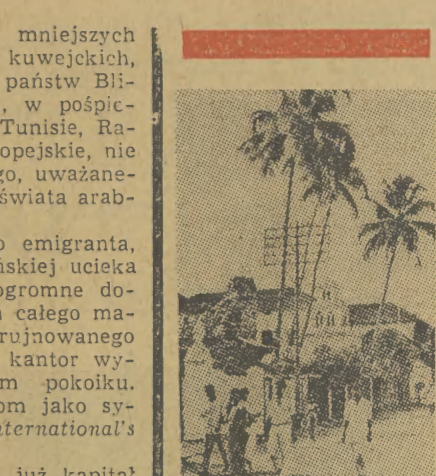 mniejszych
kuwejckich,
państw Bli-
, w pośpie-
Tunisie, Ra-
opejskie, nie
go, uważane-
świata arab-
o emigranta,
ńskiej ucieka
ogromne do-
całego ma-
rujnowanego
kantor wy-
m pokoiku.
om jako sy-
nternational's
już kapitał